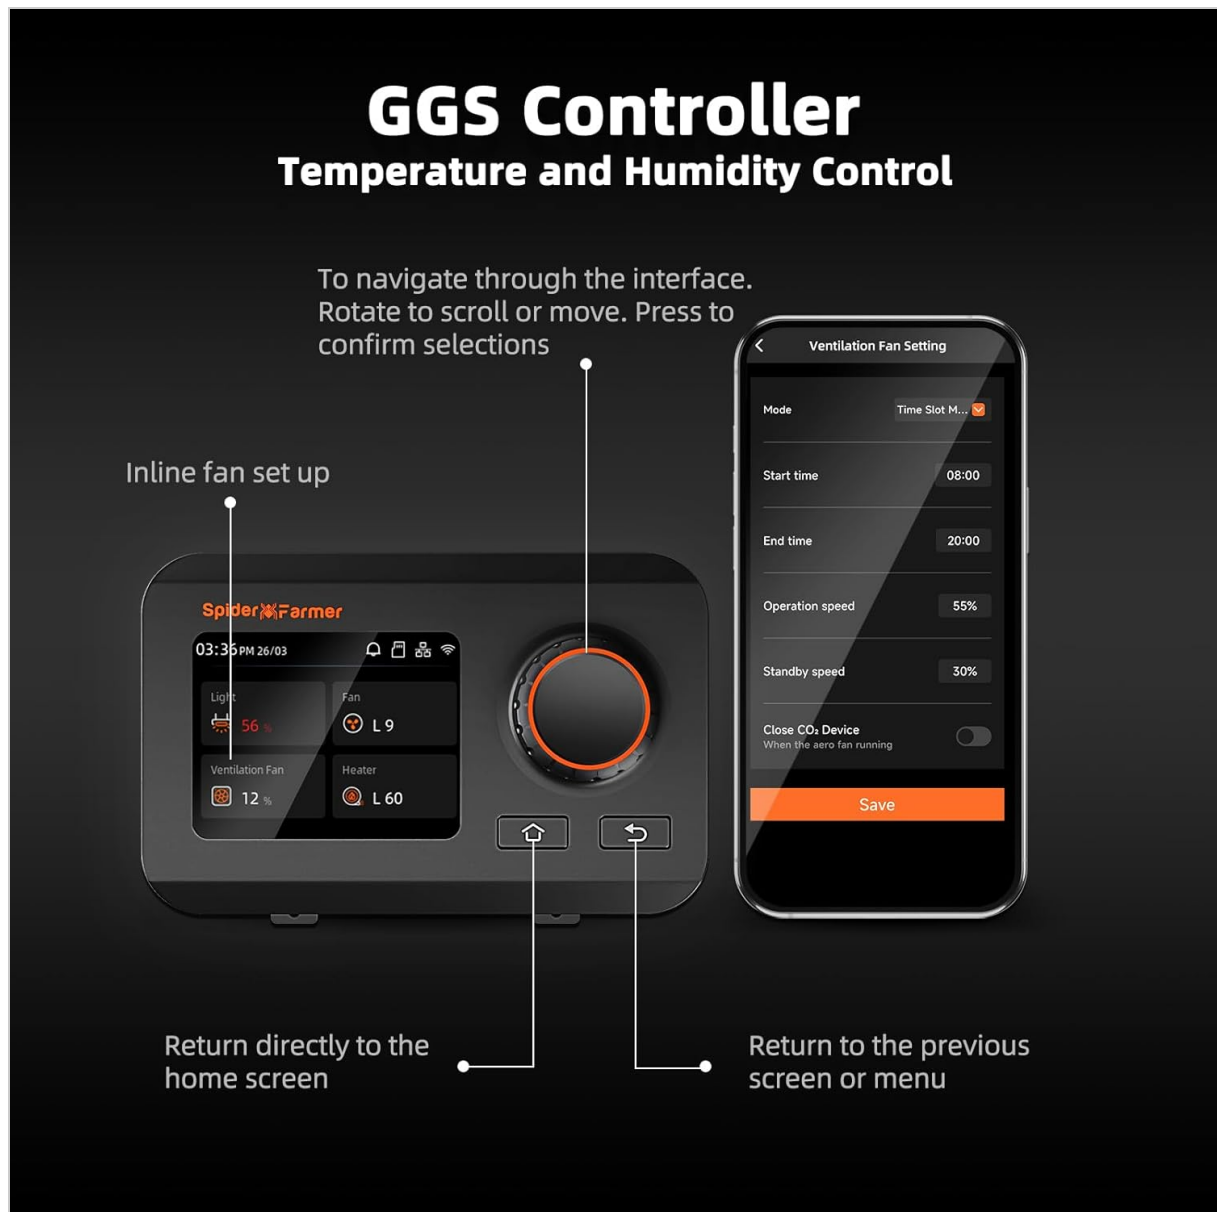 GGS Controller
Temperature and Humidity Control
To navigate through the interface.
Rotate to scroll or move. Press to
confirm selections
Inline fan set up
Spider Farmer
03:36 PM 26/03
Light
56 %
Fan
L 9
Ventilation Fan
12 %
Heater
L 60
Ventilation Fan Setting
Mode
Time Slot M...
Start time
08:00
End time
20:00
Operation speed
55%
Standby speed
30%
Close CO₂ Device
When the aero fan running
Save
Return directly to the
home screen
Return to the previous
screen or menu